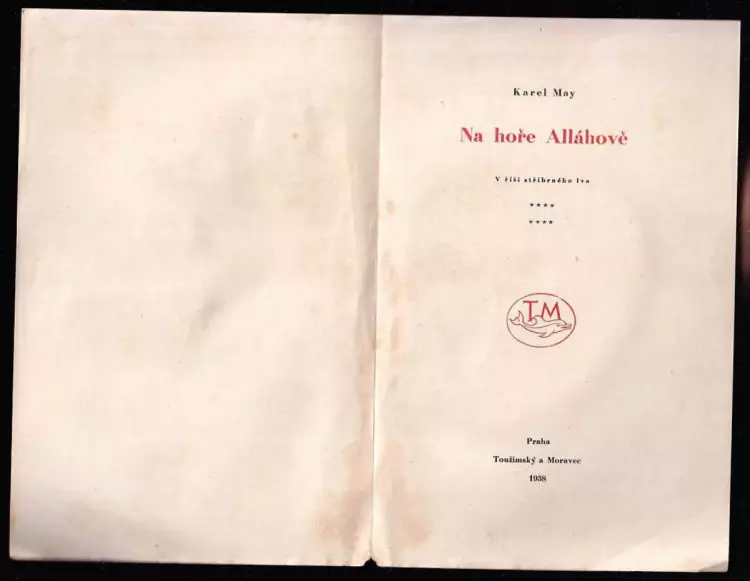 Karel May
Na hoře Alláhově
V říši stříbrného lva
★★★★
★★★★
TM
Praha
Toužimský a Moravec
1938